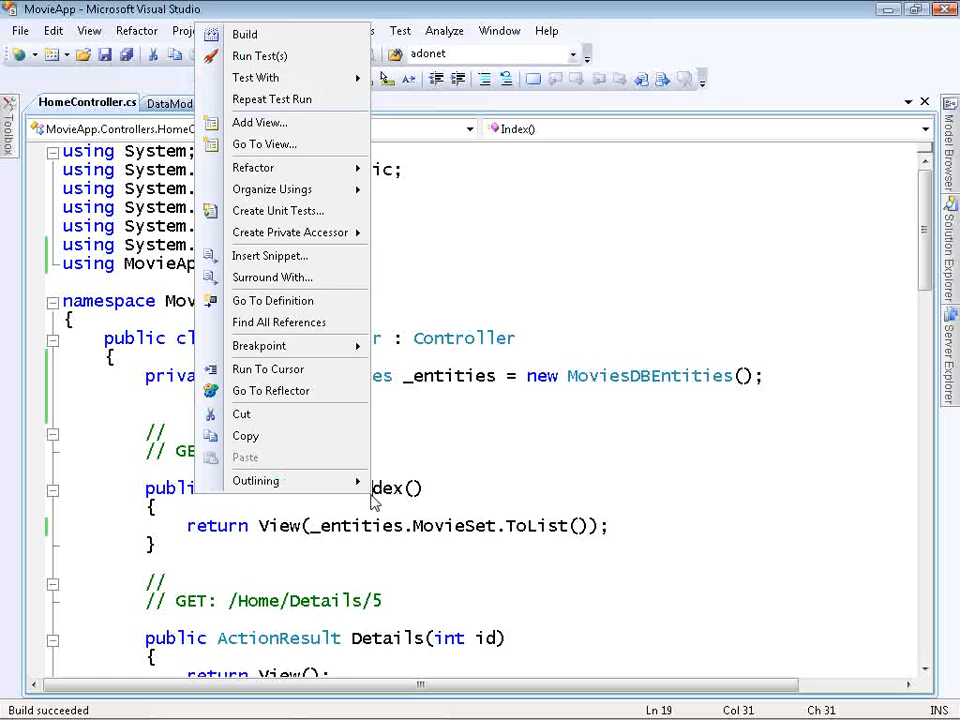 MovieApp - Microsoft Visual Studio
File Edit View Refactor Proj Test Analyze Window Help
adonet
HomeController.cs DataMod
MovieApp.Controllers.HomeC Index()
Toolbox
Model Browser
Solution Explorer
Server Explorer
using System;
using System. ic;
using System.
using System.
using System.
using System.
using MovieAp
namespace Mov
{
public cl r : Controller
{
priva es _entities = new MoviesDBEntities();
//
// GE
publi dex()
{
return View(_entities.MovieSet.ToList());
}
//
// GET: /Home/Details/5
public ActionResult Details(int id)
{
return View();
Build
Run Test(s)
Test With
Repeat Test Run
Add View...
Go To View...
Refactor
Organize Usings
Create Unit Tests...
Create Private Accessor
Insert Snippet...
Surround With...
Go To Definition
Find All References
Breakpoint
Run To Cursor
Go To Reflector
Cut
Copy
Paste
Outlining
Build succeeded Ln 19 Col 31 Ch 31 INS